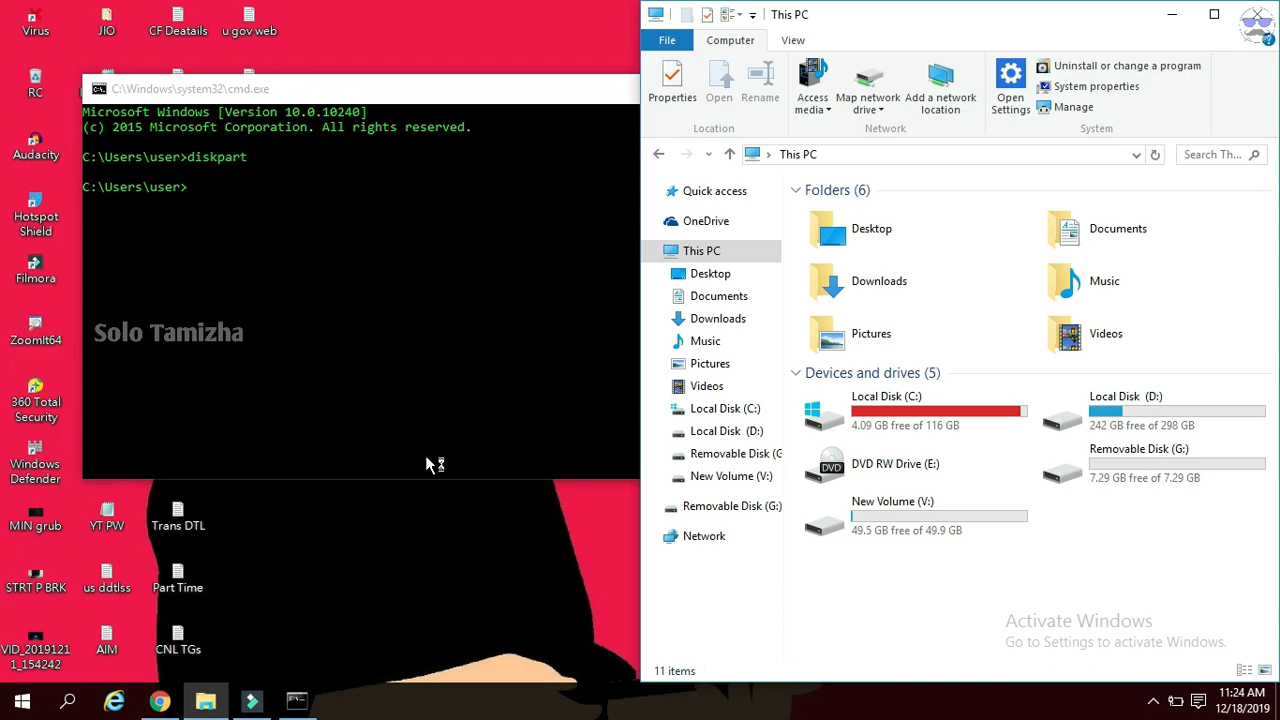 Virus
JIO
CF Deatails
u gov web
RC
Audacity
Hotspot
Shield
Filmora
ZoomIt64
360 Total
Security
Windows
Defender
MIN grub
YT PW
Trans DTL
STRT P BRK
us ddtlss
Part Time
VID_2019121
1_154242
AIM
CNL TGs
C:\Windows\system32\cmd.exe
Microsoft Windows [Version 10.0.10240]
(c) 2015 Microsoft Corporation. All rights reserved.
C:\Users\user>diskpart
C:\Users\user>
Solo Tamizha
This PC
File
Computer
View
Properties
Open
Rename
Access
media
Map network
drive
Add a network
location
Open
Settings
Uninstall or change a program
System properties
Manage
Location
Network
System
This PC
Search Th...
Quick access
OneDrive
This PC
Desktop
Documents
Downloads
Music
Pictures
Videos
Local Disk (C:)
Local Disk (D:)
Removable Disk (G
New Volume (V:)
Removable Disk (G:)
Network
Folders (6)
Desktop
Documents
Downloads
Music
Pictures
Videos
Devices and drives (5)
Local Disk (C:)
4.09 GB free of 116 GB
Local Disk (D:)
242 GB free of 298 GB
DVD
DVD RW Drive (E:)
Removable Disk (G:)
7.29 GB free of 7.29 GB
New Volume (V:)
49.5 GB free of 49.9 GB
Activate Windows
Go to Settings to activate Windows.
11 items
11:24 AM
12/18/2019